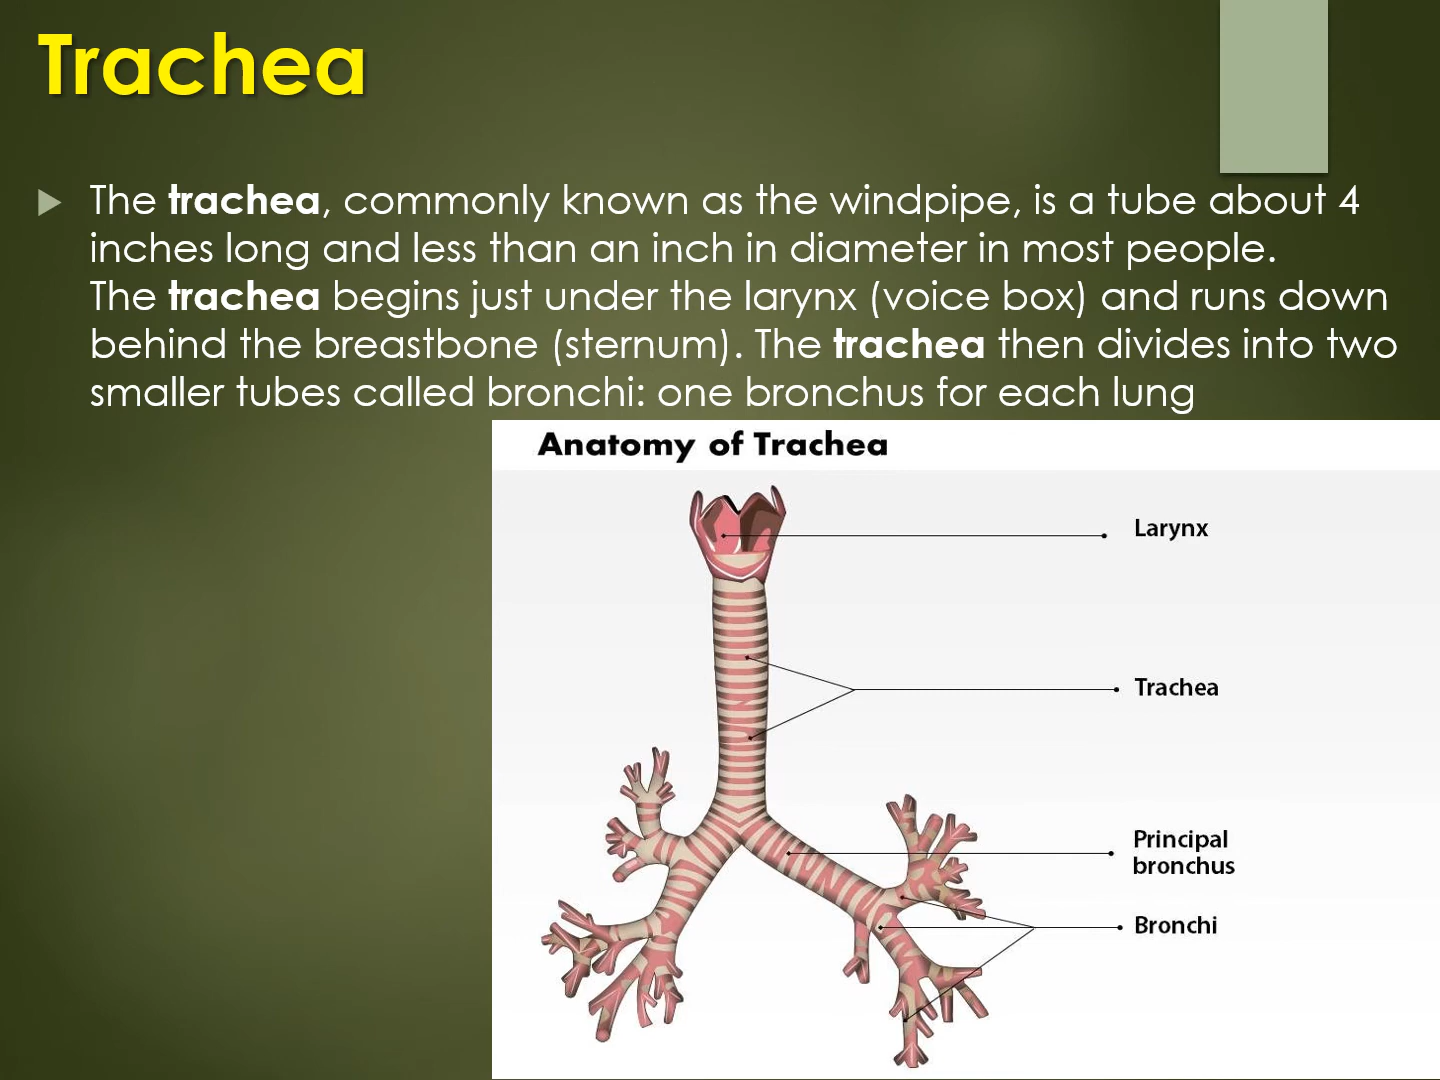 Trachea
The trachea, commonly known as the windpipe, is a tube about 4
inches long and less than an inch in diameter in most people.
The trachea begins just under the larynx (voice box) and runs down
behind the breastbone (sternum). The trachea then divides into two
smaller tubes called bronchi: one bronchus for each lung
Anatomy of Trachea
Larynx
Trachea
Principal
bronchus
Bronchi